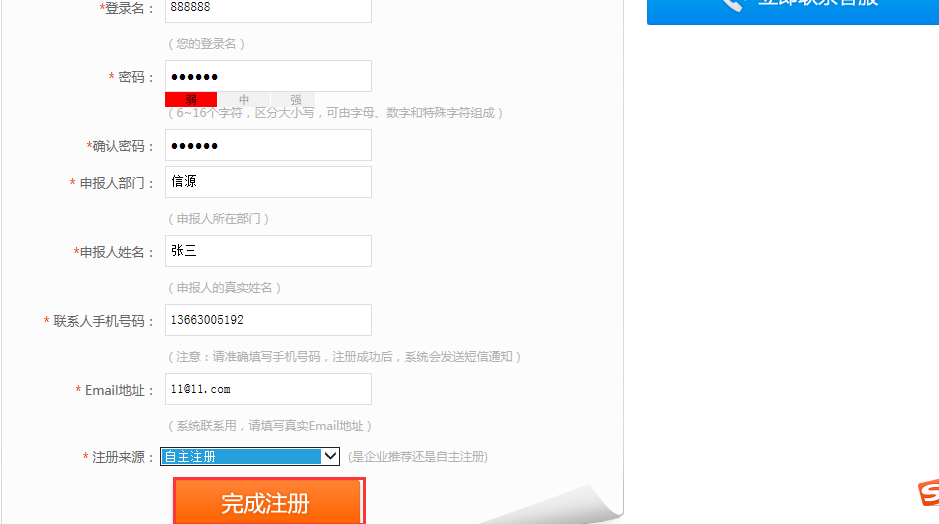 *登录名： 888888
立即联系客服
（您的登录名）
* 密码： ●●●●●●
弱 中 强
（6~16个字符，区分大小写，可由字母、数字和特殊字符组成）
*确认密码： ●●●●●●
* 申报人部门： 信源
（申报人所在部门）
*申报人姓名： 张三
（申报人的真实姓名）
* 联系人手机号码： 13663005192
（注意：请准确填写手机号码，注册成功后，系统会发送短信通知）
* Email地址： 11@11.com
（系统联系用，请填写真实Email地址）
* 注册来源： 自主注册 (是企业推荐还是自主注册)
完成注册